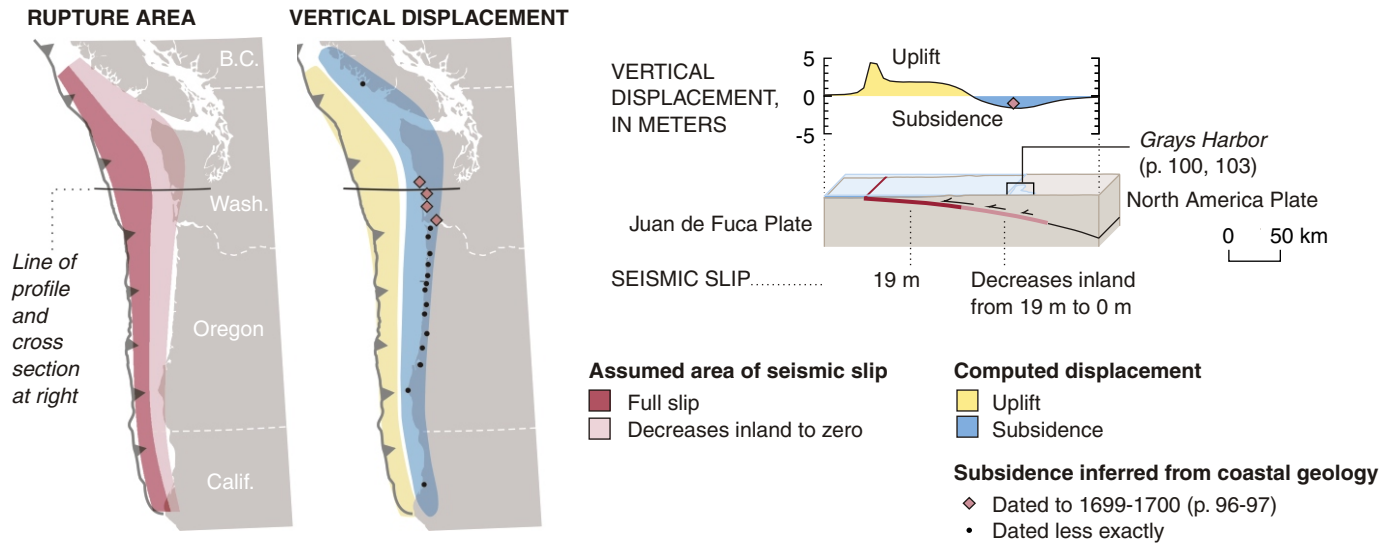 RUPTURE AREA
VERTICAL DISPLACEMENT
B.C.
Wash.
Oregon
Calif.
Line of
profile
and
cross
section
at right
VERTICAL
DISPLACEMENT,
IN METERS
5
0
-5
Uplift
Subsidence
Grays Harbor
(p. 100, 103)
North America Plate
Juan de Fuca Plate
0 50 km
SEISMIC SLIP..............
19 m
Decreases inland
from 19 m to 0 m
Assumed area of seismic slip
Full slip
Decreases inland to zero
Computed displacement
Uplift
Subsidence
Subsidence inferred from coastal geology
Dated to 1699-1700 (p. 96-97)
Dated less exactly